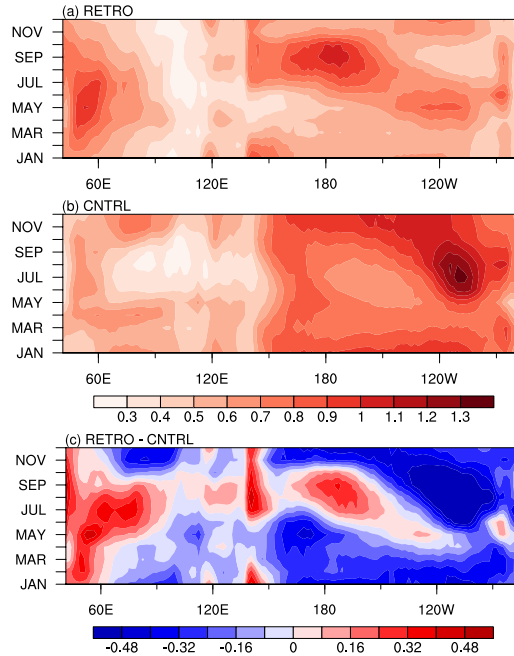 (a) RETRO
NOV
SEP
JUL
MAY
MAR
JAN
60E 120E 180 120W
(b) CNTRL
NOV
SEP
JUL
MAY
MAR
JAN
60E 120E 180 120W
0.3 0.4 0.5 0.6 0.7 0.8 0.9 1 1.1 1.2 1.3
(c) RETRO - CNTRL
NOV
SEP
JUL
MAY
MAR
JAN
60E 120E 180 120W
-0.48 -0.32 -0.16 0 0.16 0.32 0.48